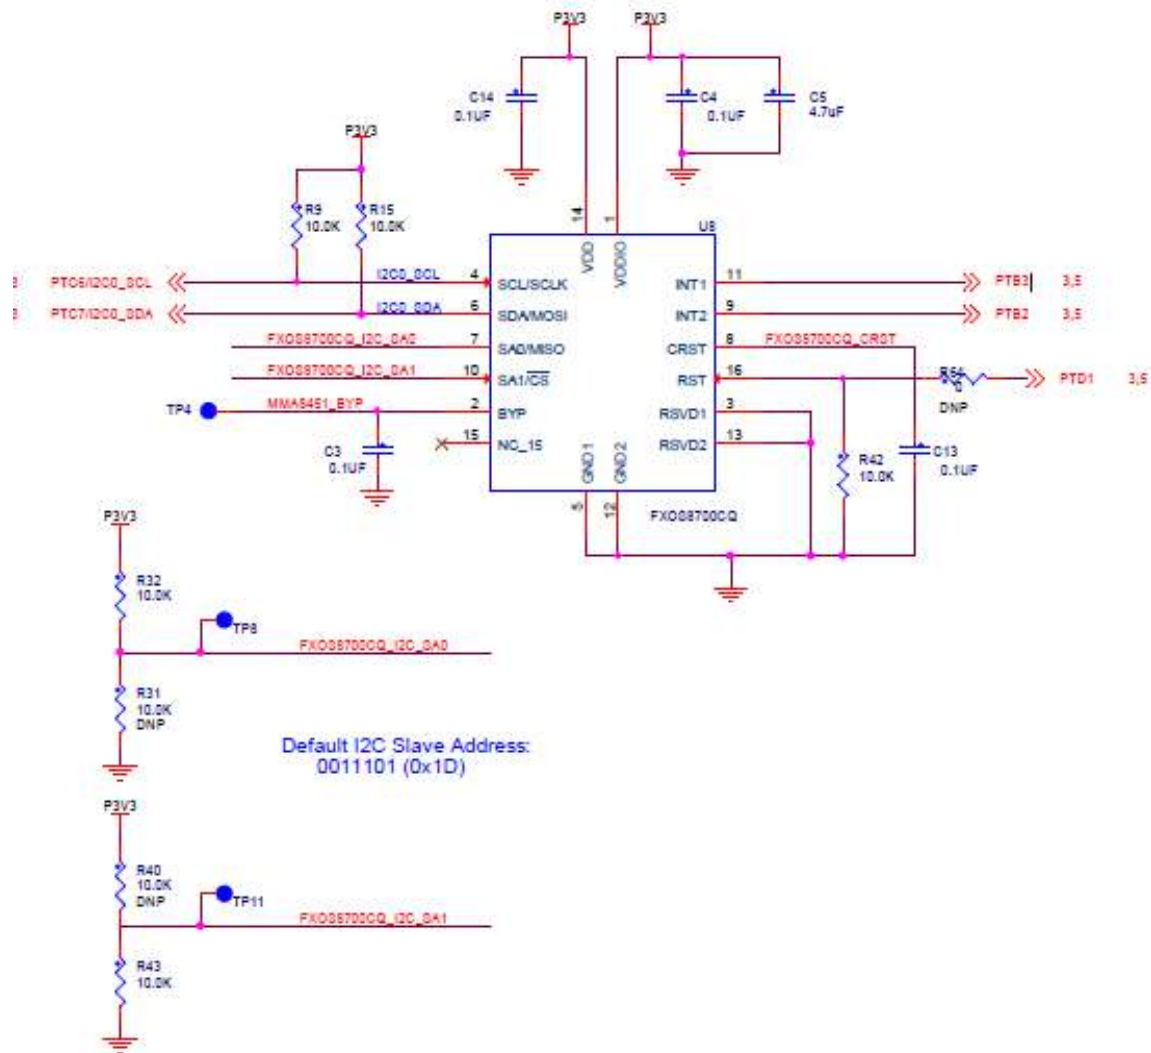 P3V3
P3V3
C14
0.1UF
C4
0.1UF
C5
4.7uF
P3V3
R9
10.0K
R15
10.0K
14
1
U8
VDD
VDDIO
PTC6/I2C0_SCL
I2C0_SCL
4
SCL/SCLK
INT1
11
PTB3
3,5
PTC7/I2C0_SDA
I2C0_SDA
6
SDA/MOSI
INT2
9
PTB2
3,5
FXOS8700CQ_I2C_SA0
7
SA0/MISO
CRST
8
FXOS8700CQ_CRST
FXOS8700CQ_I2C_SA1
10
SA1/CS
RST
16
R64
0
DNP
PTD1
3,5
TP4
MMA8451_BYP
2
BYP
RSVD1
3
15
NC_15
RSVD2
13
C3
0.1UF
GND1
GND2
5
12
R42
10.0K
C13
0.1UF
FXOS8700CQ
P3V3
R32
10.0K
TP8
FXOS8700CQ_I2C_SA0
R31
10.0K
DNP
Default I2C Slave Address:
0011101 (0x1D)
P3V3
R40
10.0K
DNP
TP11
FXOS8700CQ_I2C_SA1
R43
10.0K